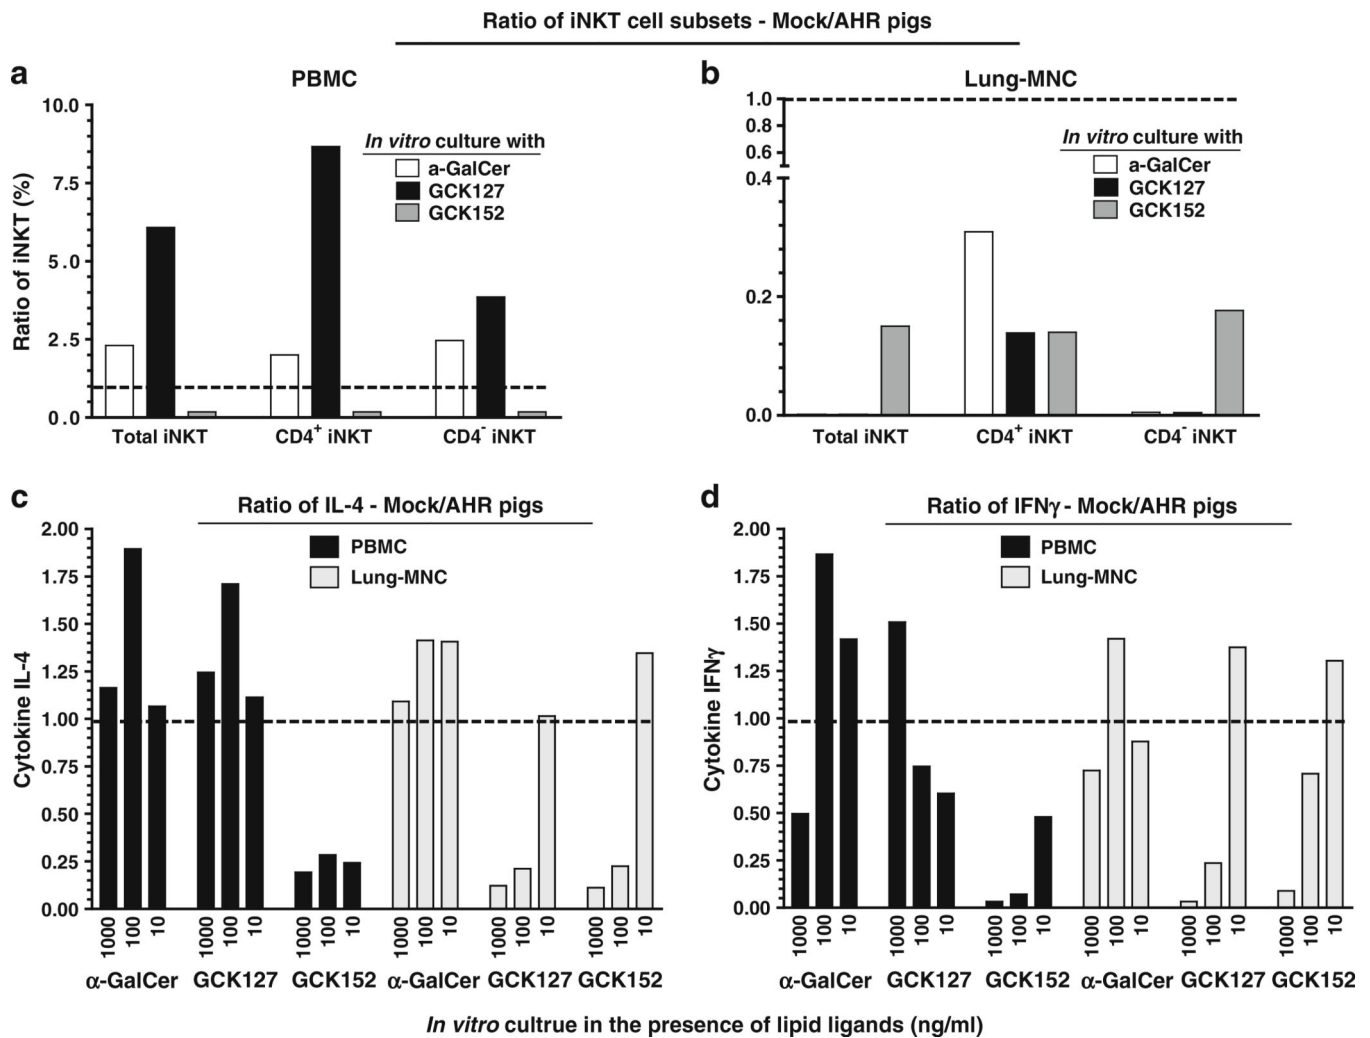 Ratio of iNKT cell subsets - Mock/AHR pigs
a
PBMC
Ratio of iNKT (%)
10.0
7.5
5.0
2.5
0.0
In vitro culture with
a-GalCer
GCK127
GCK152
Total iNKT
CD4+ iNKT
CD4- iNKT
b
Lung-MNC
1.0
0.8
0.6
0.4
0.2
0.0
In vitro culture with
a-GalCer
GCK127
GCK152
Total iNKT
CD4+ iNKT
CD4- iNKT
c
Ratio of IL-4 - Mock/AHR pigs
PBMC
Lung-MNC
Cytokine IL-4
2.00
1.75
1.50
1.25
1.00
0.75
0.50
0.25
0.00
1000 100 10 1000 100 10 1000 100 10 1000 100 10 1000 100 10 1000 100 10
α-GalCer GCK127 GCK152 α-GalCer GCK127 GCK152
d
Ratio of IFNγ - Mock/AHR pigs
PBMC
Lung-MNC
Cytokine IFNγ
2.00
1.75
1.50
1.25
1.00
0.75
0.50
0.25
0.00
1000 100 10 1000 100 10 1000 100 10 1000 100 10 1000 100 10 1000 100 10
α-GalCer GCK127 GCK152 α-GalCer GCK127 GCK152
In vitro cultrue in the presence of lipid ligands (ng/ml)